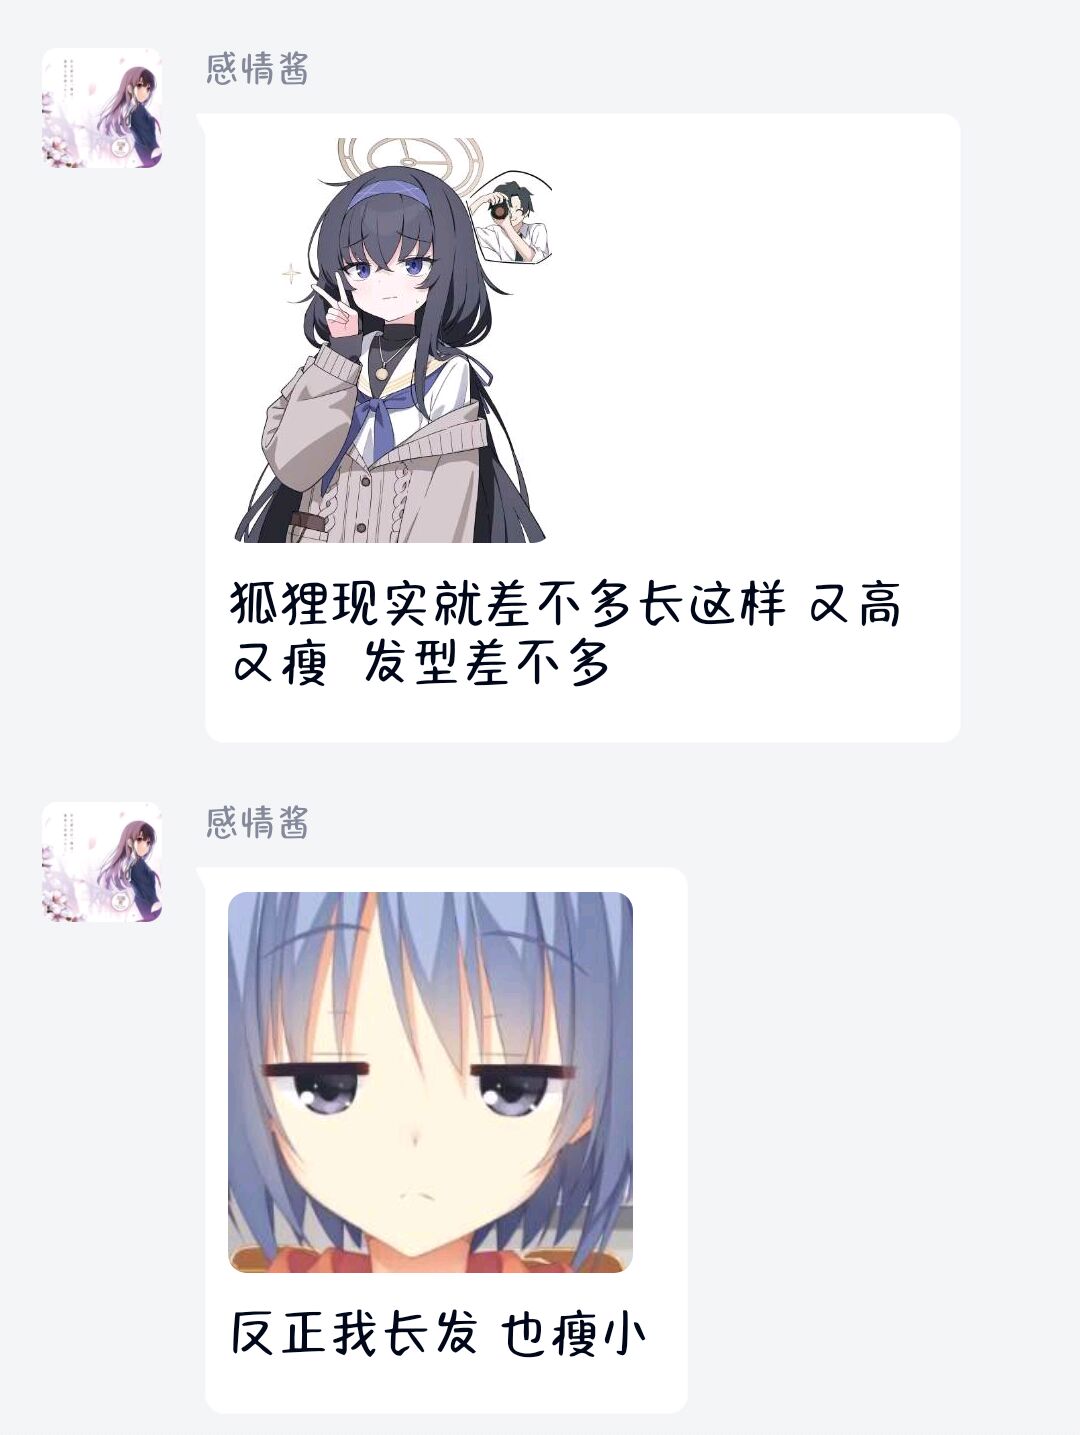 感情酱
狐狸现实就差不多长这样 又高
又瘦 发型差不多
感情酱
反正我长发 也瘦小